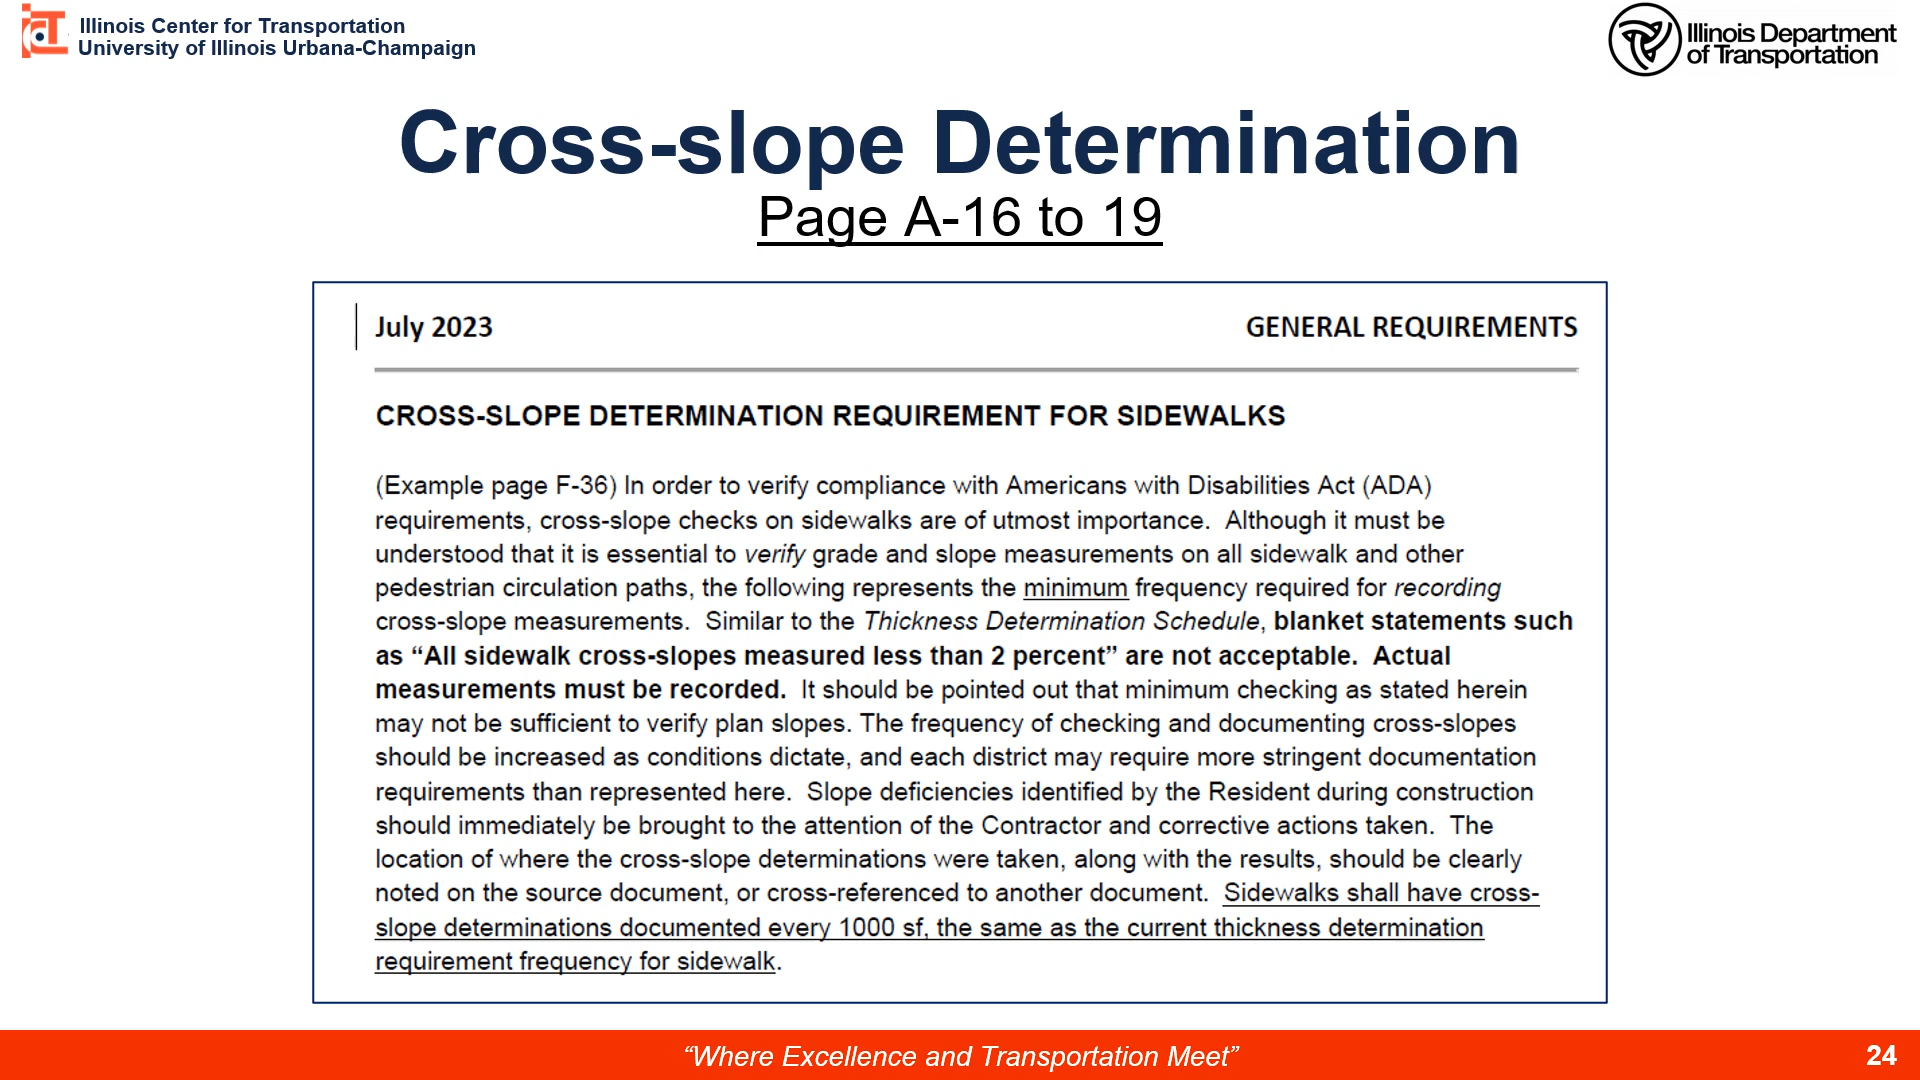 Illinois Center for Transportation
University of Illinois Urbana-Champaign
Illinois Department
of Transportation
Cross-slope Determination
Page A-16 to 19
July 2023
GENERAL REQUIREMENTS
CROSS-SLOPE DETERMINATION REQUIREMENT FOR SIDEWALKS
(Example page F-36) In order to verify compliance with Americans with Disabilities Act (ADA)
requirements, cross-slope checks on sidewalks are of utmost importance.  Although it must be
understood that it is essential to verify grade and slope measurements on all sidewalk and other
pedestrian circulation paths, the following represents the minimum frequency required for recording
cross-slope measurements.  Similar to the Thickness Determination Schedule, blanket statements such
as “All sidewalk cross-slopes measured less than 2 percent” are not acceptable.  Actual
measurements must be recorded.  It should be pointed out that minimum checking as stated herein
may not be sufficient to verify plan slopes. The frequency of checking and documenting cross-slopes
should be increased as conditions dictate, and each district may require more stringent documentation
requirements than represented here.  Slope deficiencies identified by the Resident during construction
should immediately be brought to the attention of the Contractor and corrective actions taken.  The
location of where the cross-slope determinations were taken, along with the results, should be clearly
noted on the source document, or cross-referenced to another document.  Sidewalks shall have cross-
slope determinations documented every 1000 sf, the same as the current thickness determination
requirement frequency for sidewalk.
“Where Excellence and Transportation Meet”
24